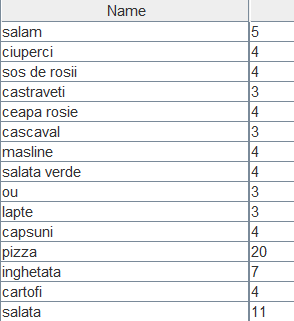 Name
salam 5
ciuperci 4
sos de rosii 4
castraveti 3
ceapa rosie 4
cascaval 3
masline 4
salata verde 4
ou 3
lapte 3
capsuni 4
pizza 20
inghetata 7
cartofi 4
salata 11